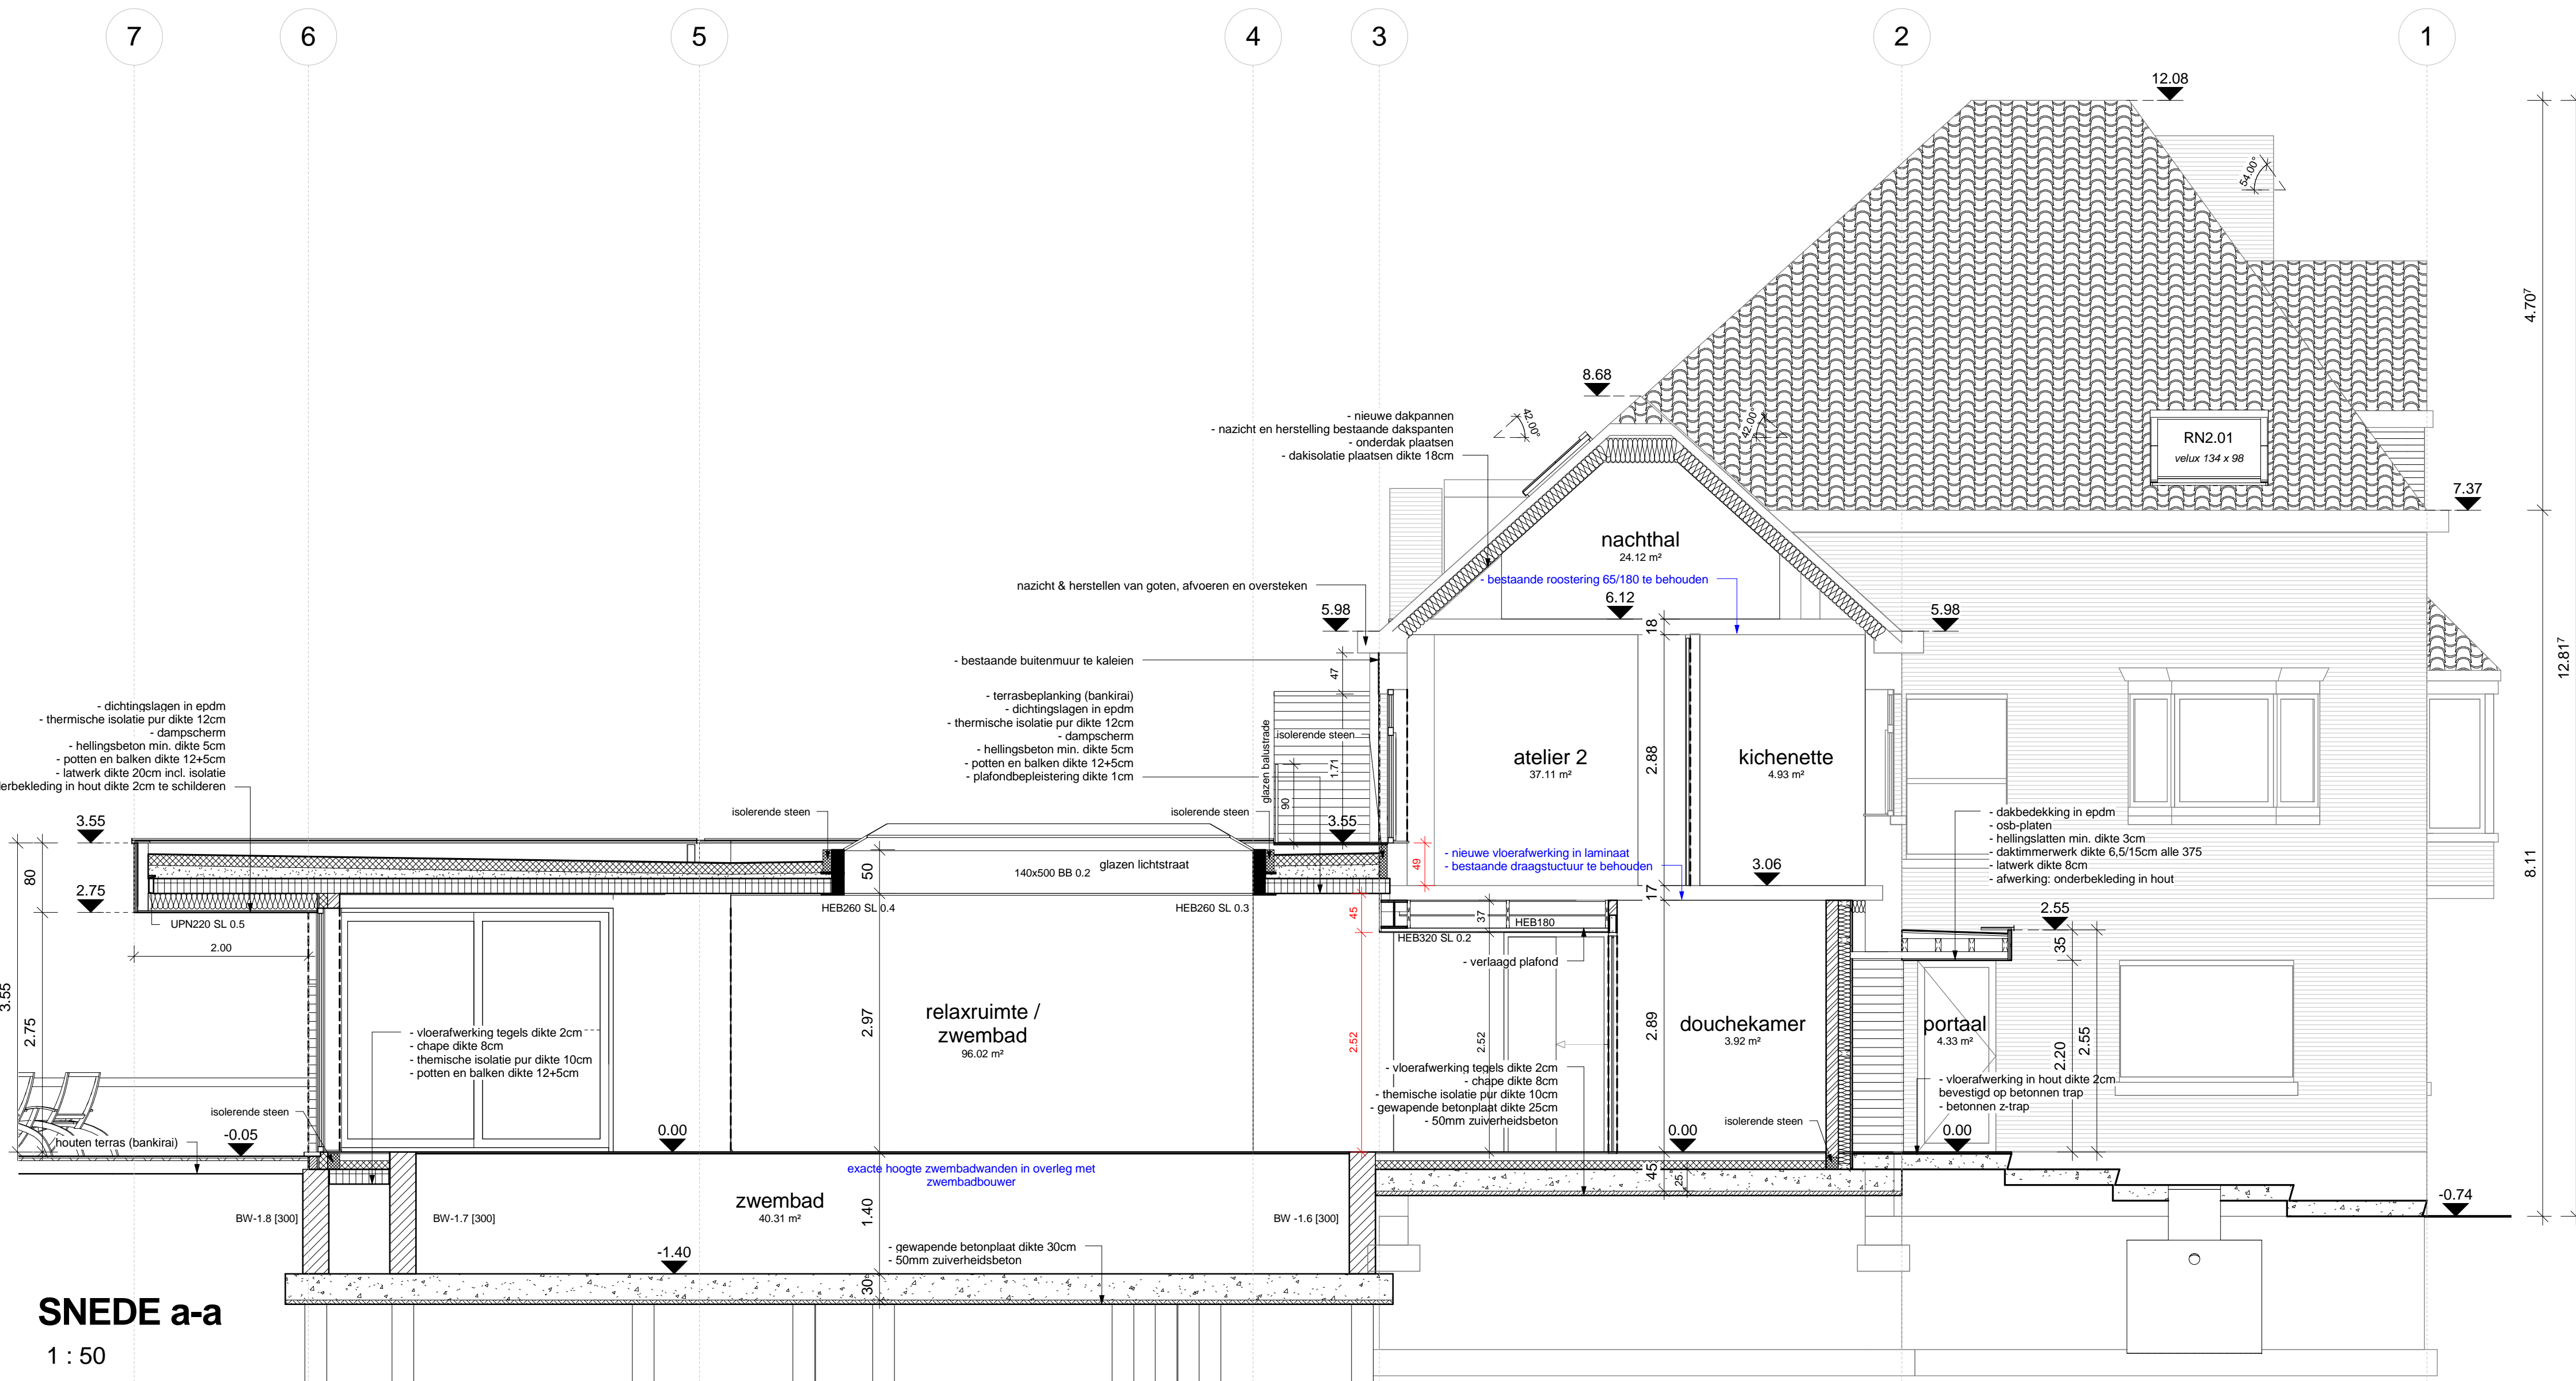 7
6
5
4
3
2
1
12.08
54.00°
4.70⁷
8.68
42.00°
42.00°
- nieuwe dakpannen
- nazicht en herstelling bestaande dakspanten
- onderdak plaatsen
- dakisolatie plaatsen dikte 18cm
RN2.01
velux 134 x 98
7.37
nachthal
24.12 m²
- bestaande roostering 65/180 te behouden
nazicht & herstellen van goten, afvoeren en oversteken
6.12
5.98
5.98
18
- bestaande buitenmuur te kaleien
47
12.81⁷
- terrasbeplanking (bankirai)
- dichtingslagen in epdm
- thermische isolatie pur dikte 12cm
- dampscherm
- hellingsbeton min. dikte 5cm
- potten en balken dikte 12+5cm
- plafondbepleistering dikte 1cm
- dichtingslagen in epdm
- thermische isolatie pur dikte 12cm
- dampscherm
- hellingsbeton min. dikte 5cm
- potten en balken dikte 12+5cm
- latwerk dikte 20cm incl. isolatie
derbekleding in hout dikte 2cm te schilderen
glazen balustrade
isolerende steen
1.71
90
atelier 2
37.11 m²
2.88
kichenette
4.93 m²
isolerende steen
isolerende steen
3.55
3.55
80
2.75
50
140x500 BB 0.2
glazen lichtstraat
49
- nieuwe vloerafwerking in laminaat
- bestaande draagstuctuur te behouden
3.06
17
- dakbedekking in epdm
- osb-platen
- hellingslatten min. dikte 3cm
- daktimmerwerk dikte 6,5/15cm alle 375
- latwerk dikte 8cm
- afwerking: onderbekleding in hout
8.11
UPN220 SL 0.5
HEB260 SL 0.4
HEB260 SL 0.3
45
37
HEB180
HEB320 SL 0.2
- verlaagd plafond
2.55
35
2.00
3.55
2.75
2.97
relaxruimte /
zwembad
96.02 m²
2.52
2.52
2.89
douchekamer
3.92 m²
portaal
4.33 m²
2.20
2.55
- vloerafwerking tegels dikte 2cm
- chape dikte 8cm
- themische isolatie pur dikte 10cm
- potten en balken dikte 12+5cm
- vloerafwerking tegels dikte 2cm
- chape dikte 8cm
- themische isolatie pur dikte 10cm
- gewapende betonplaat dikte 25cm
- 50mm zuiverheidsbeton
- vloerafwerking in hout dikte 2cm
bevestigd op betonnen trap
- betonnen z-trap
isolerende steen
isolerende steen
houten terras (bankirai)
-0.05
0.00
0.00
0.00
exacte hoogte zwembadwanden in overleg met
zwembadbouwer
45
25
-0.74
BW-1.8 [300]
BW-1.7 [300]
zwembad
40.31 m²
1.40
BW -1.6 [300]
-1.40
- gewapende betonplaat dikte 30cm
- 50mm zuiverheidsbeton
30
SNEDE a-a
1 : 50